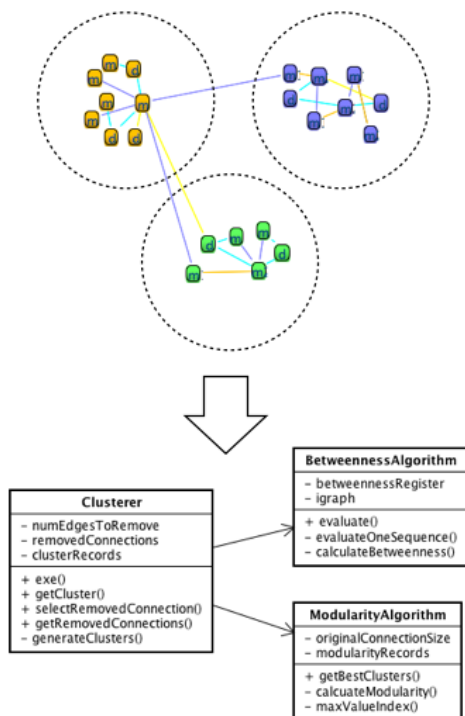 m
m
d
m
m
m
d
d
m
m
m
d
m
d
m
m
m
m
d
d
m
m
Clusterer
– numEdgesToRemove
– removedConnections
– clusterRecords
+ exe()
+ getCluster()
+ selectRemovedConnection()
+ getRemovedConnections()
– generateClusters()
BetweennessAlgorithm
– betweennessRegister
– igraph
+ evaluate()
– evaluateOneSequence()
– calculateBetweenness()
ModularityAlgorithm
– originalConnectionSize
– modularityRecords
+ getBestClusters()
– calcuateModularity()
– maxValueIndex()